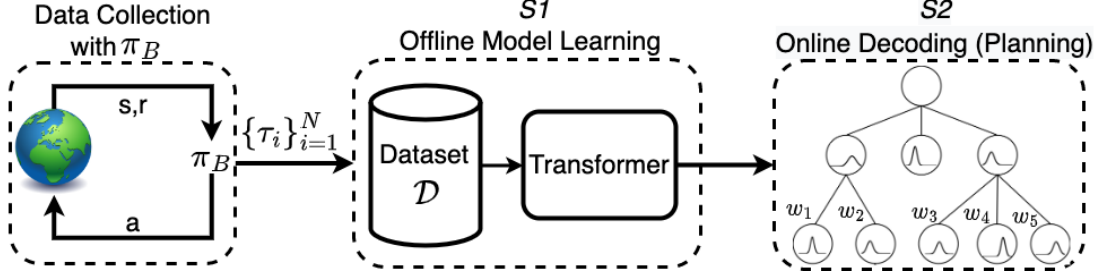 Data Collection
with π_B
s,r
π_B
a
{τ_i}_{i=1}^N
S1
Offline Model Learning
Dataset
𝒟
Transformer
S2
Online Decoding (Planning)
w_1
w_2
w_3
w_4
w_5